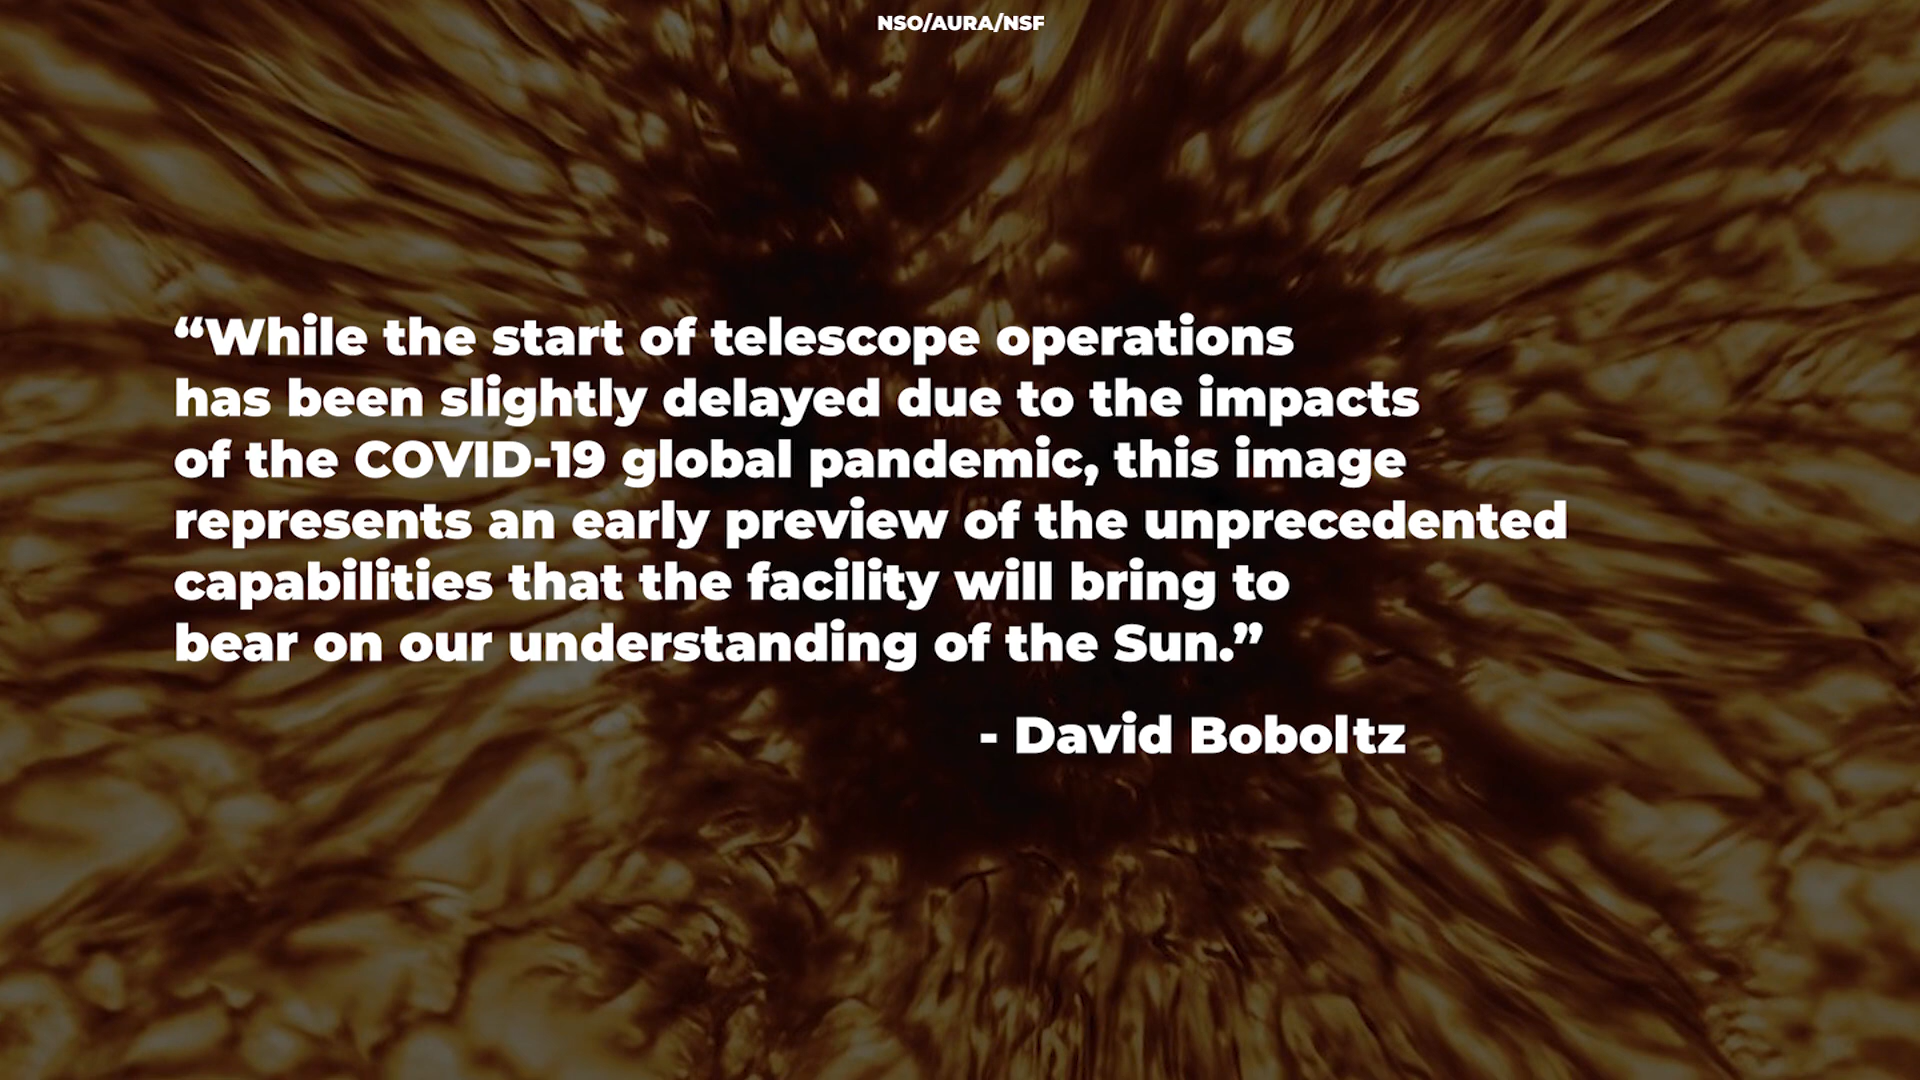 NSO/AURA/NSF
“While the start of telescope operations
has been slightly delayed due to the impacts
of the COVID-19 global pandemic, this image
represents an early preview of the unprecedented
capabilities that the facility will bring to
bear on our understanding of the Sun.”
- David Boboltz